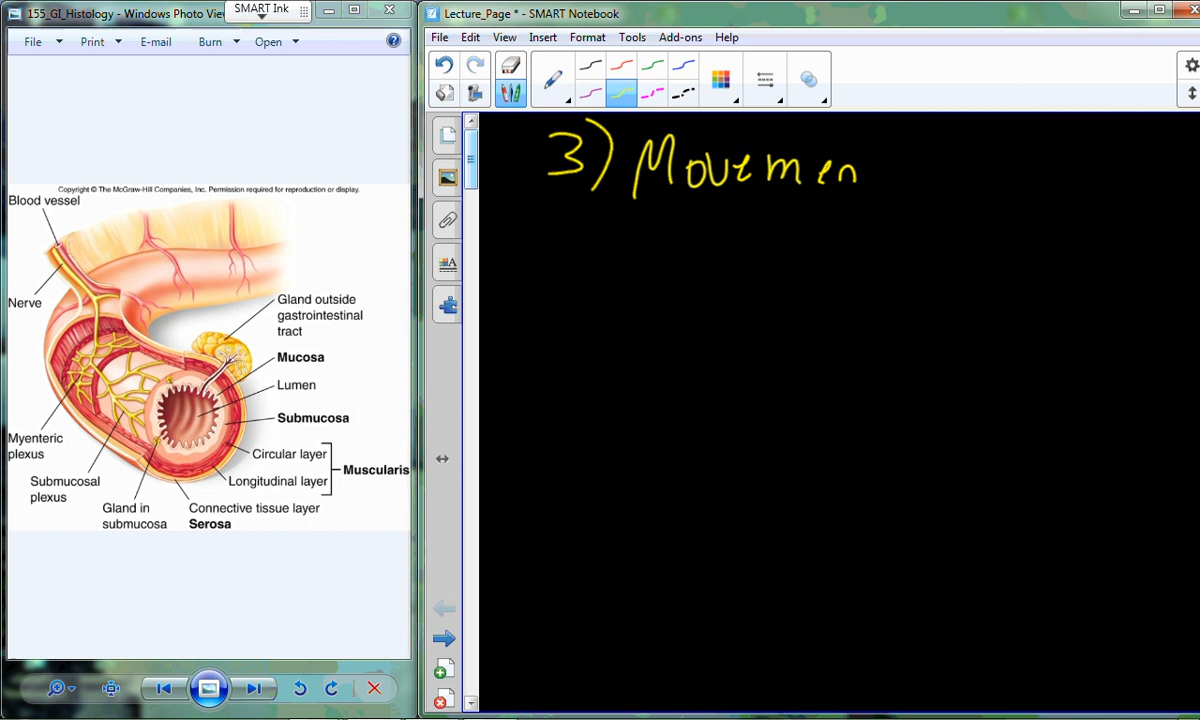 155_GI_Histology - Windows Photo View
SMART Ink
File Print E-mail Burn Open
Copyright © The McGraw-Hill Companies, Inc. Permission required for reproduction or display.
Blood vessel
Nerve
Gland outside
gastrointestinal
tract
Mucosa
Lumen
Submucosa
Circular layer
Muscularis
Longitudinal layer
Myenteric
plexus
Submucosal
plexus
Gland in
submucosa
Connective tissue layer
Serosa
Lecture_Page * - SMART Notebook
File Edit View Insert Format Tools Add-ons Help
3) Movemen